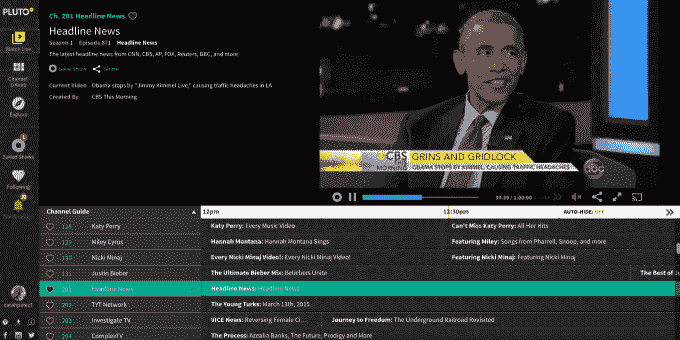 PLUTO
Ch. 201 Headline News
Watch Live
Headline News
Season 1 Episode 871 Headline News
The latest headline news from CNN, CBS, AP, FOX, Reuters, BBC, and more.
Save Show Share
Channel Group
Current Video Obama stops by "Jimmy Kimmel Live," causing traffic headaches in LA
Created By CBS This Morning
Explore
Saved Shows
Following
CBS GRINS AND GRIDLOCK
MORNING OBAMA STOPS BY KIMMEL, CAUSING TRAFFIC HEADACHES
abc
Channel Guide 12pm 12:30pm AUTO-HIDE: OFF
126 Katy Perry Katy Perry: Every Music Video Can't Miss Katy Perry: All Her Hits
127 Miley Cyrus Hannah Montana: Hannah Montana Sings Featuring Miley: Songs from Pharrell, Snoop, and more
130 Nicki Minaj Every Nicki Minaj Video!: Every Nicki Minaj Video! Featuring Nicki Minaj: Featuring Nicki Minaj
131 Justin Bieber The Ultimate Bieber Mix: Beliebers Unite The Best of Ju
201 Headline News Headline News: Headline News
202 TYT Network The Young Turks: March 13th, 2015
203 Investigate TV VICE News: Reversing Female Ci... Journey to Freedom: The Underground Railroad Revisited
204 ComplexTV The Process: Azealia Banks, The Future, Prodigy and More